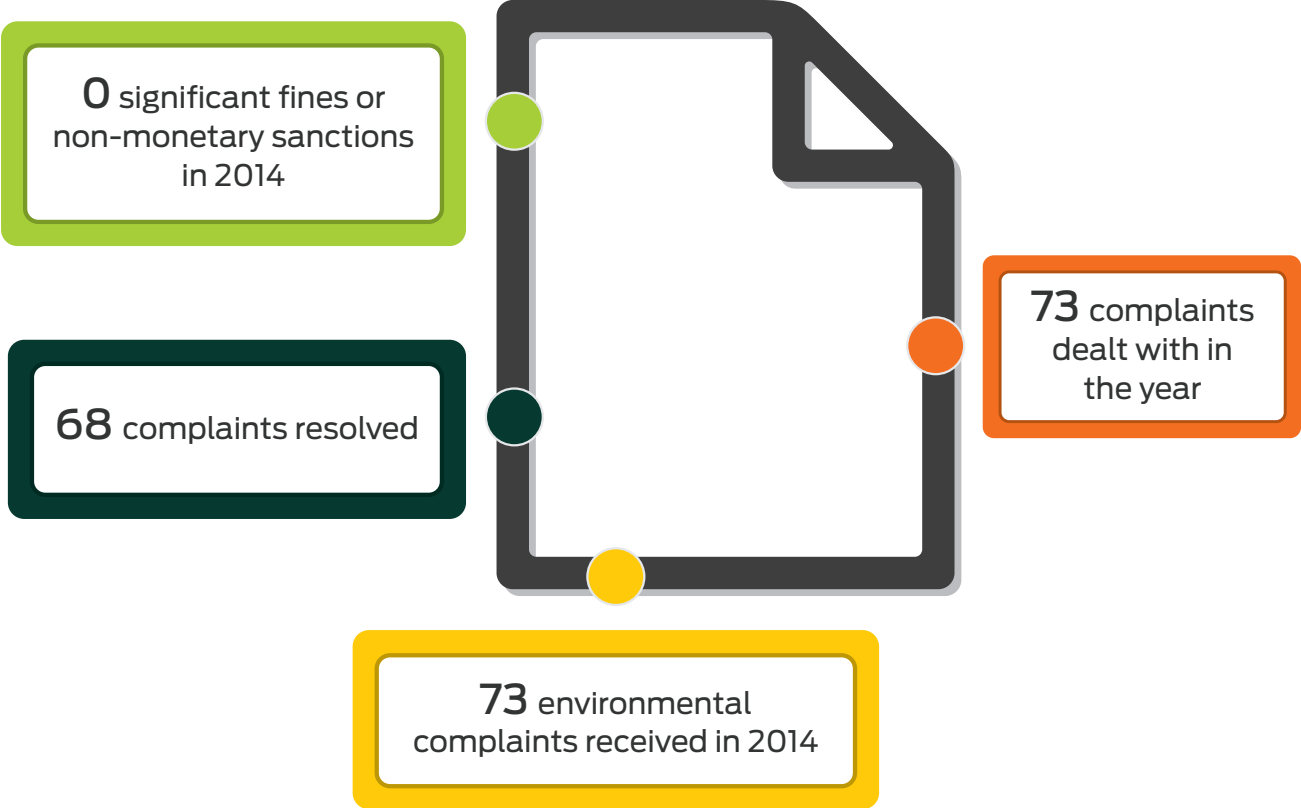 0 significant fines or
non-monetary sanctions
in 2014
73 complaints
dealt with in
the year
68 complaints resolved
73 environmental
complaints received in 2014